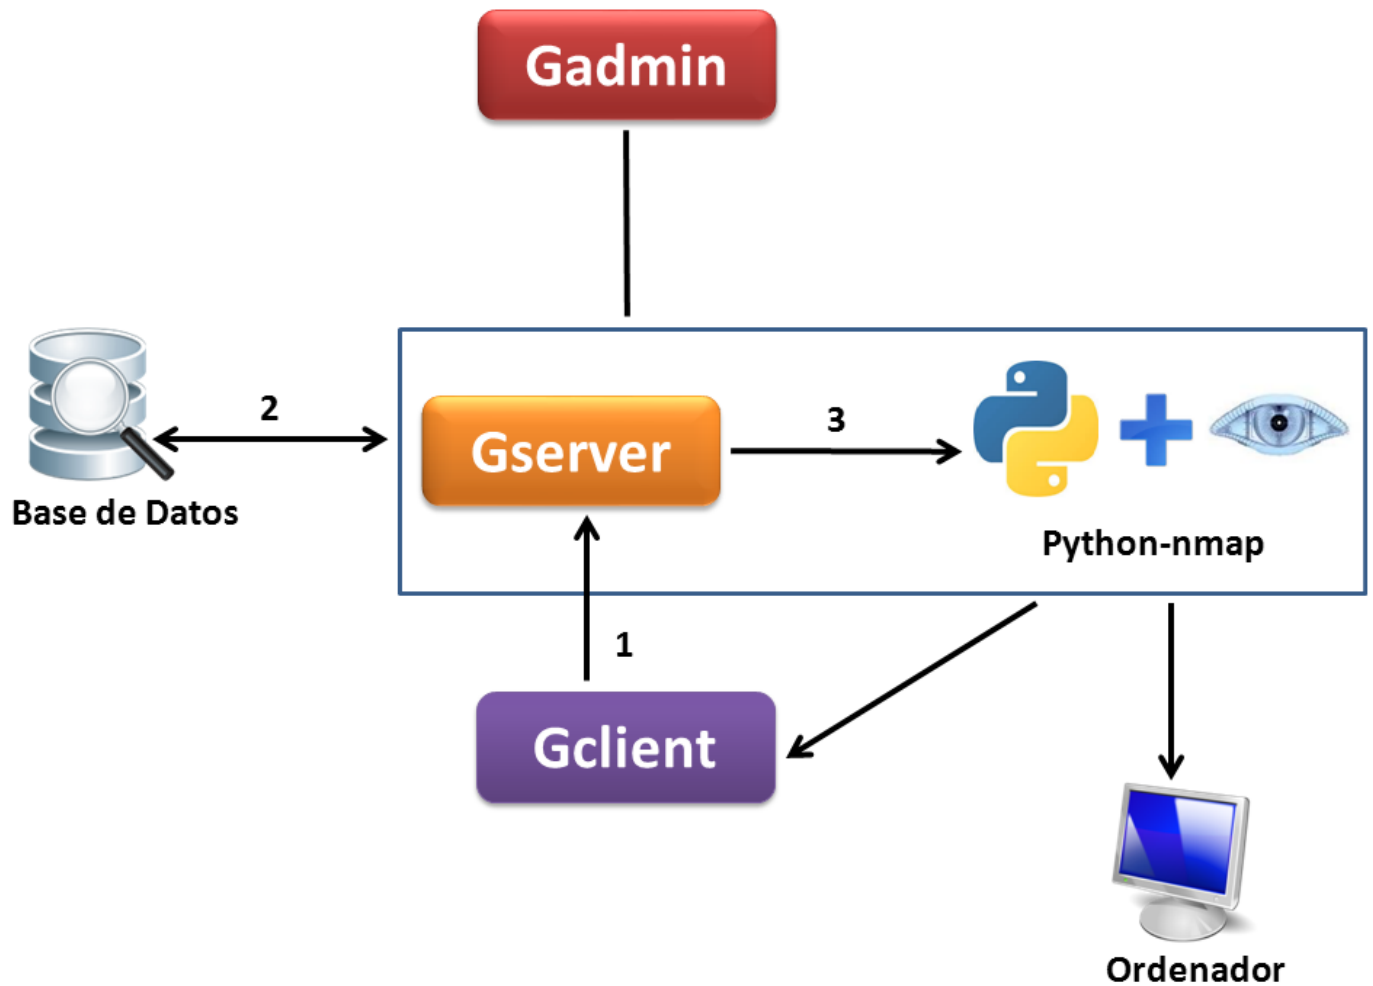 Gadmin
2
Gserver
3
Base de Datos
Python-nmap
1
Gclient
Ordenador